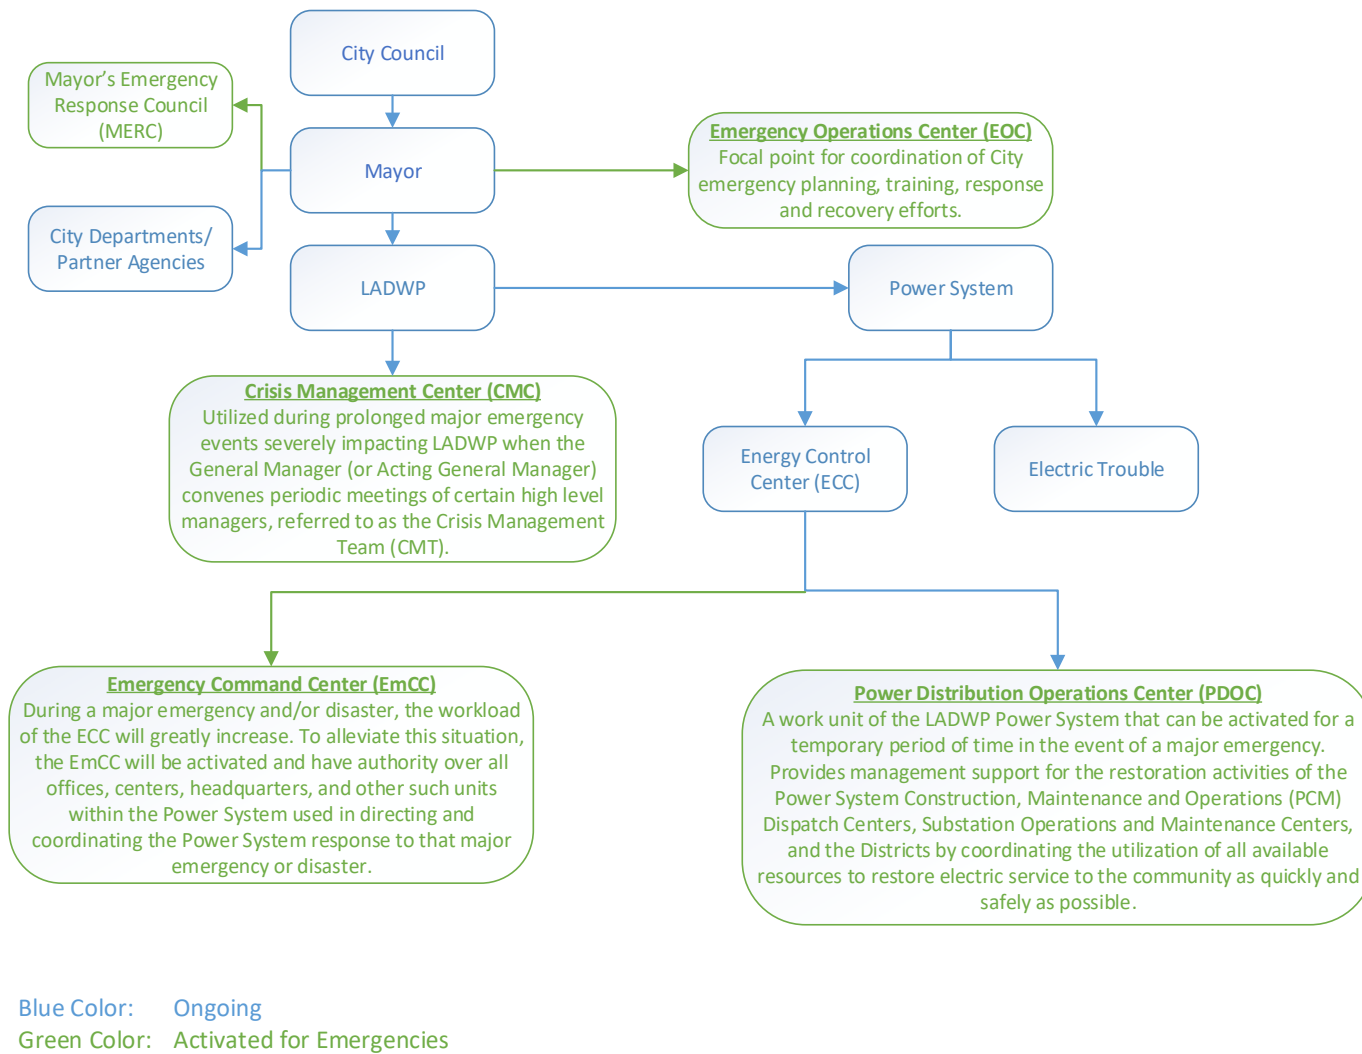 City Council
Mayor’s Emergency
Response Council
(MERC)
Emergency Operations Center (EOC)
Focal point for coordination of City
emergency planning, training, response
and recovery efforts.
Mayor
City Departments/
Partner Agencies
LADWP
Power System
Crisis Management Center (CMC)
Utilized during prolonged major emergency
events severely impacting LADWP when the
General Manager (or Acting General Manager)
convenes periodic meetings of certain high level
managers, referred to as the Crisis Management
Team (CMT).
Energy Control
Center (ECC)
Electric Trouble
Emergency Command Center (EmCC)
During a major emergency and/or disaster, the workload
of the ECC will greatly increase. To alleviate this situation,
the EmCC will be activated and have authority over all
offices, centers, headquarters, and other such units
within the Power System used in directing and
coordinating the Power System response to that major
emergency or disaster.
Power Distribution Operations Center (PDOC)
A work unit of the LADWP Power System that can be activated for a
temporary period of time in the event of a major emergency.
Provides management support for the restoration activities of the
Power System Construction, Maintenance and Operations (PCM)
Dispatch Centers, Substation Operations and Maintenance Centers,
and the Districts by coordinating the utilization of all available
resources to restore electric service to the community as quickly and
safely as possible.
Blue Color: Ongoing
Green Color: Activated for Emergencies